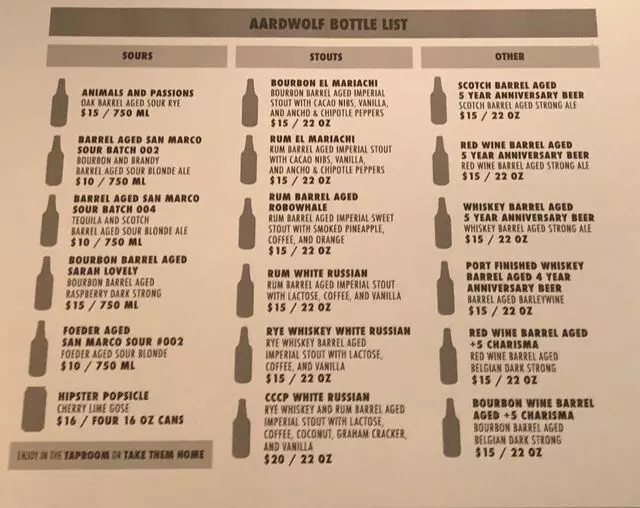 AARDWOLF BOTTLE LIST
SOURS
ANIMALS AND PASSIONS
OAK BARREL AGED SOUR RYE
$15 / 750 ML
BARREL AGED SAN MARCO
SOUR BATCH 002
BOURBON AND BRANDY
BARREL AGED SOUR BLONDE ALE
$10 / 750 ML
BARREL AGED SAN MARCO
SOUR BATCH 004
TEQUILA AND SCOTCH
BARREL AGED SOUR BLONDE ALE
$10 / 750 ML
BOURBON BARREL AGED
SARAH LOVELY
BOURBON BARREL AGED
RASPBERRY DARK STRONG
$15 / 750 ML
FOEDER AGED
SAN MARCO SOUR #002
FOEDER AGED SOUR BLONDE
$10 / 750 ML
HIPSTER POPSICLE
CHERRY LIME GOSE
$16 / FOUR 16 OZ CANS
ENJOY IN THE TAPROOM OR TAKE THEM HOME
STOUTS
BOURBON EL MARIACHI
BOURBON BARREL AGED IMPERIAL
STOUT WITH CACAO NIBS, VANILLA,
AND ANCHO & CHIPOTLE PEPPERS
$15 / 22 OZ
RUM EL MARIACHI
RUM BARREL AGED IMPERIAL STOUT
WITH CACAO NIBS, VANILLA,
AND ANCHO & CHIPOTLE PEPPERS
$15 / 22 OZ
RUM BARREL AGED
ROBOWHALE
RUM BARREL AGED IMPERIAL SWEET
STOUT WITH SMOKED PINEAPPLE,
COFFEE, AND ORANGE
$15 / 22 OZ
RUM WHITE RUSSIAN
RUM BARREL AGED IMPERIAL STOUT
WITH LACTOSE, COFFEE, AND VANILLA
$15 / 22 OZ
RYE WHISKEY WHITE RUSSIAN
RYE WHISKEY BARREL AGED
IMPERIAL STOUT WITH LACTOSE,
COFFEE, AND VANILLA
$15 / 22 OZ
CCCP WHITE RUSSIAN
RYE WHISKEY AND RUM BARREL AGED
IMPERIAL STOUT WITH LACTOSE,
COFFEE, COCONUT, GRAHAM CRACKER,
AND VANILLA
$20 / 22 OZ
OTHER
SCOTCH BARREL AGED
5 YEAR ANNIVERSARY BEER
SCOTCH BARREL AGED STRONG ALE
$15 / 22 OZ
RED WINE BARREL AGED
5 YEAR ANNIVERSARY BEER
RED WINE BARREL AGED STRONG ALE
$15 / 22 OZ
WHISKEY BARREL AGED
5 YEAR ANNIVERSARY BEER
WHISKEY BARREL AGED STRONG ALE
$15 / 22 OZ
PORT FINISHED WHISKEY
BARREL AGED 4 YEAR
ANNIVERSARY BEER
BARREL AGED BARLEYWINE
$15 / 22 OZ
RED WINE BARREL AGED
+5 CHARISMA
RED WINE BARREL AGED
BELGIAN DARK STRONG
$15 / 22 OZ
BOURBON WINE BARREL
AGED +5 CHARISMA
BOURBON BARREL AGED
BELGIAN DARK STRONG
$15 / 22 OZ